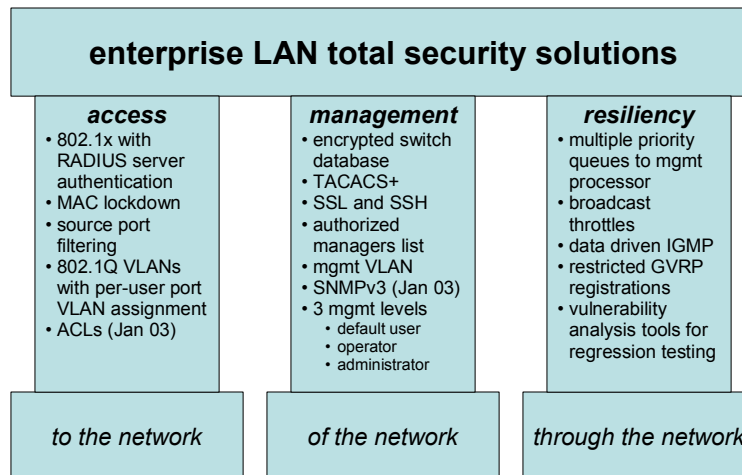 enterprise LAN total security solutions
access
• 802.1x with
RADIUS server
authentication
• MAC lockdown
• source port
filtering
• 802.1Q VLANs
with per-user port
VLAN assignment
• ACLs (Jan 03)
to the network
management
• encrypted switch
database
• TACACS+
• SSL and SSH
• authorized
managers list
• mgmt VLAN
• SNMPv3 (Jan 03)
• 3 mgmt levels
• default user
• operator
• administrator
of the network
resiliency
• multiple priority
queues to mgmt
processor
• broadcast
throttles
• data driven IGMP
• restricted GVRP
registrations
• vulnerability
analysis tools for
regression testing
through the network